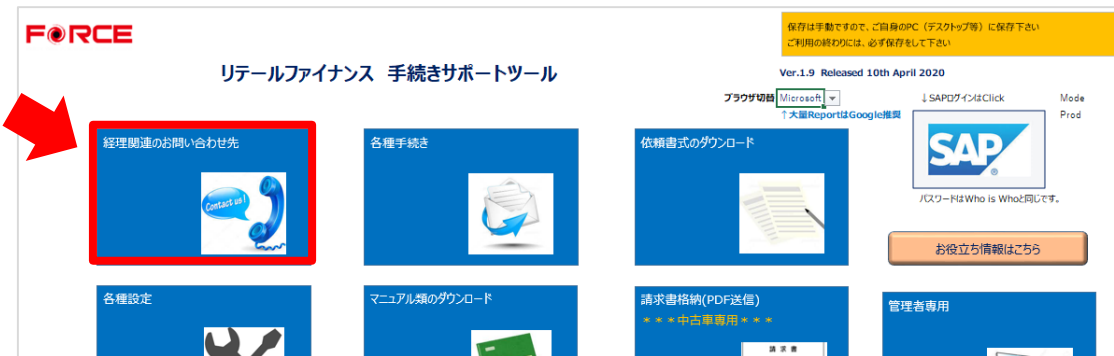 FORCE
保存は手動ですので、ご自身のPC（デスクトップ等）に保存下さい
ご利用の終わりには、必ず保存をして下さい
リテールファイナンス 手続きサポートツール
Ver.1.9 Released 10th April 2020
ブラウザ切替 Microsoft
↓SAPログインはClick
Mode
↑大量ReportはGoogle推奨
Prod
経理関連のお問い合わせ先
Contact us!
各種手続き
依頼書式のダウンロード
SAP
パスワードはWho is Whoと同じです。
お役立ち情報はこちら
各種設定
マニュアル類のダウンロード
請求書格納(PDF送信)
＊＊＊中古車専用＊＊＊
請 求 書
管理者専用